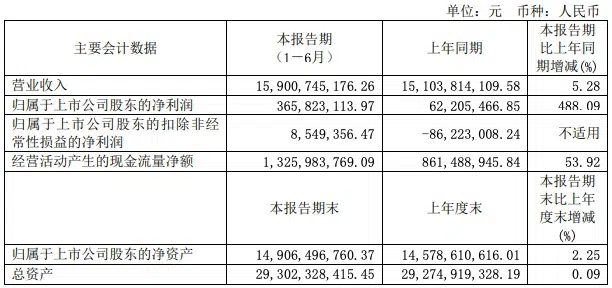 单位：元 币种：人民币
主要会计数据 本报告期（1－6月） 上年同期 本报告期比上年同期增减(%)
营业收入 15,900,745,176.26 15,103,814,109.58 5.28
归属于上市公司股东的净利润 365,823,113.97 62,205,466.85 488.09
归属于上市公司股东的扣除非经常性损益的净利润 8,549,356.47 -86,223,008.24 不适用
经营活动产生的现金流量净额 1,325,983,769.09 861,488,945.84 53.92
本报告期末 上年度末 本报告期末比上年度末增减(%)
归属于上市公司股东的净资产 14,906,496,760.37 14,578,610,616.01 2.25
总资产 29,302,328,415.45 29,274,919,328.19 0.09